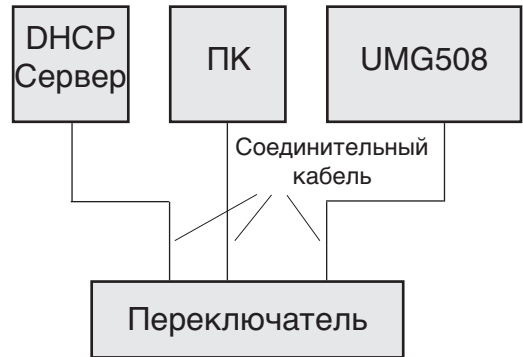 DHCP
Сервер
ПК
UMG508
Соединительный
кабель
Переключатель